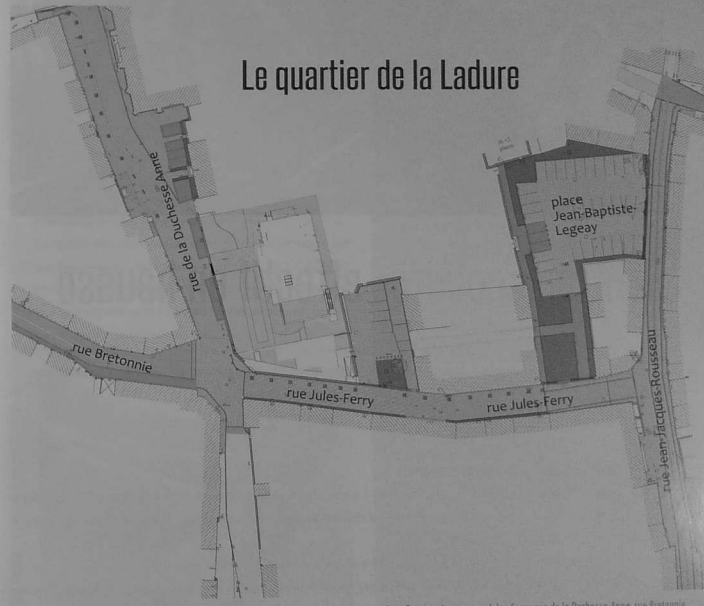 Le quartier de la Ladure
rue de la Duchesse Anne
place
Jean-Baptiste-
Legeay
rue Bretonnie
rue Jules-Ferry
rue Jules-Ferry
rue Jean-Jacques-Rousseau